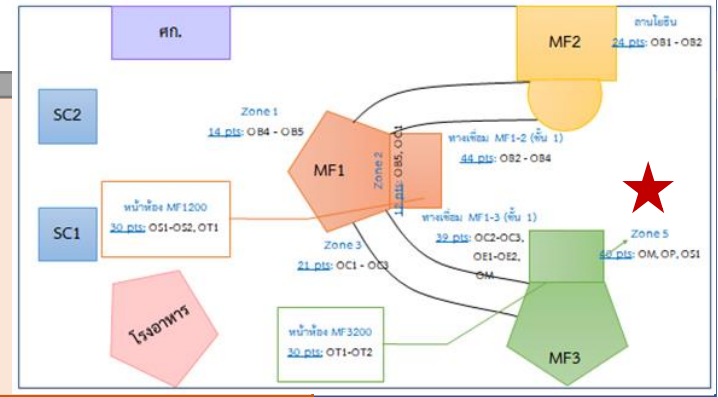 ศก.
MF2
ลานโยธิน
24 pts: OB1 - OB2
SC2
Zone 1
14 pts: OB4 - OB5
MF1
Zone 2
12 pts: OB5, OC1
ทางเชื่อม MF1-2 (ชั้น 1)
44 pts: OB2 - OB4
หน้าห้อง MF1200
30 pts: OS1-OS2, OT1
SC1
ทางเชื่อม MF1-3 (ชั้น 1)
39 pts: OC2-OC3,
OE1-OE2,
OM
Zone 3
21 pts: OC1 - OC3
Zone 5
40 pts: OM, OP, OS1
โรงอาหาร
หน้าห้อง MF3200
30 pts: OT1-OT2
MF3